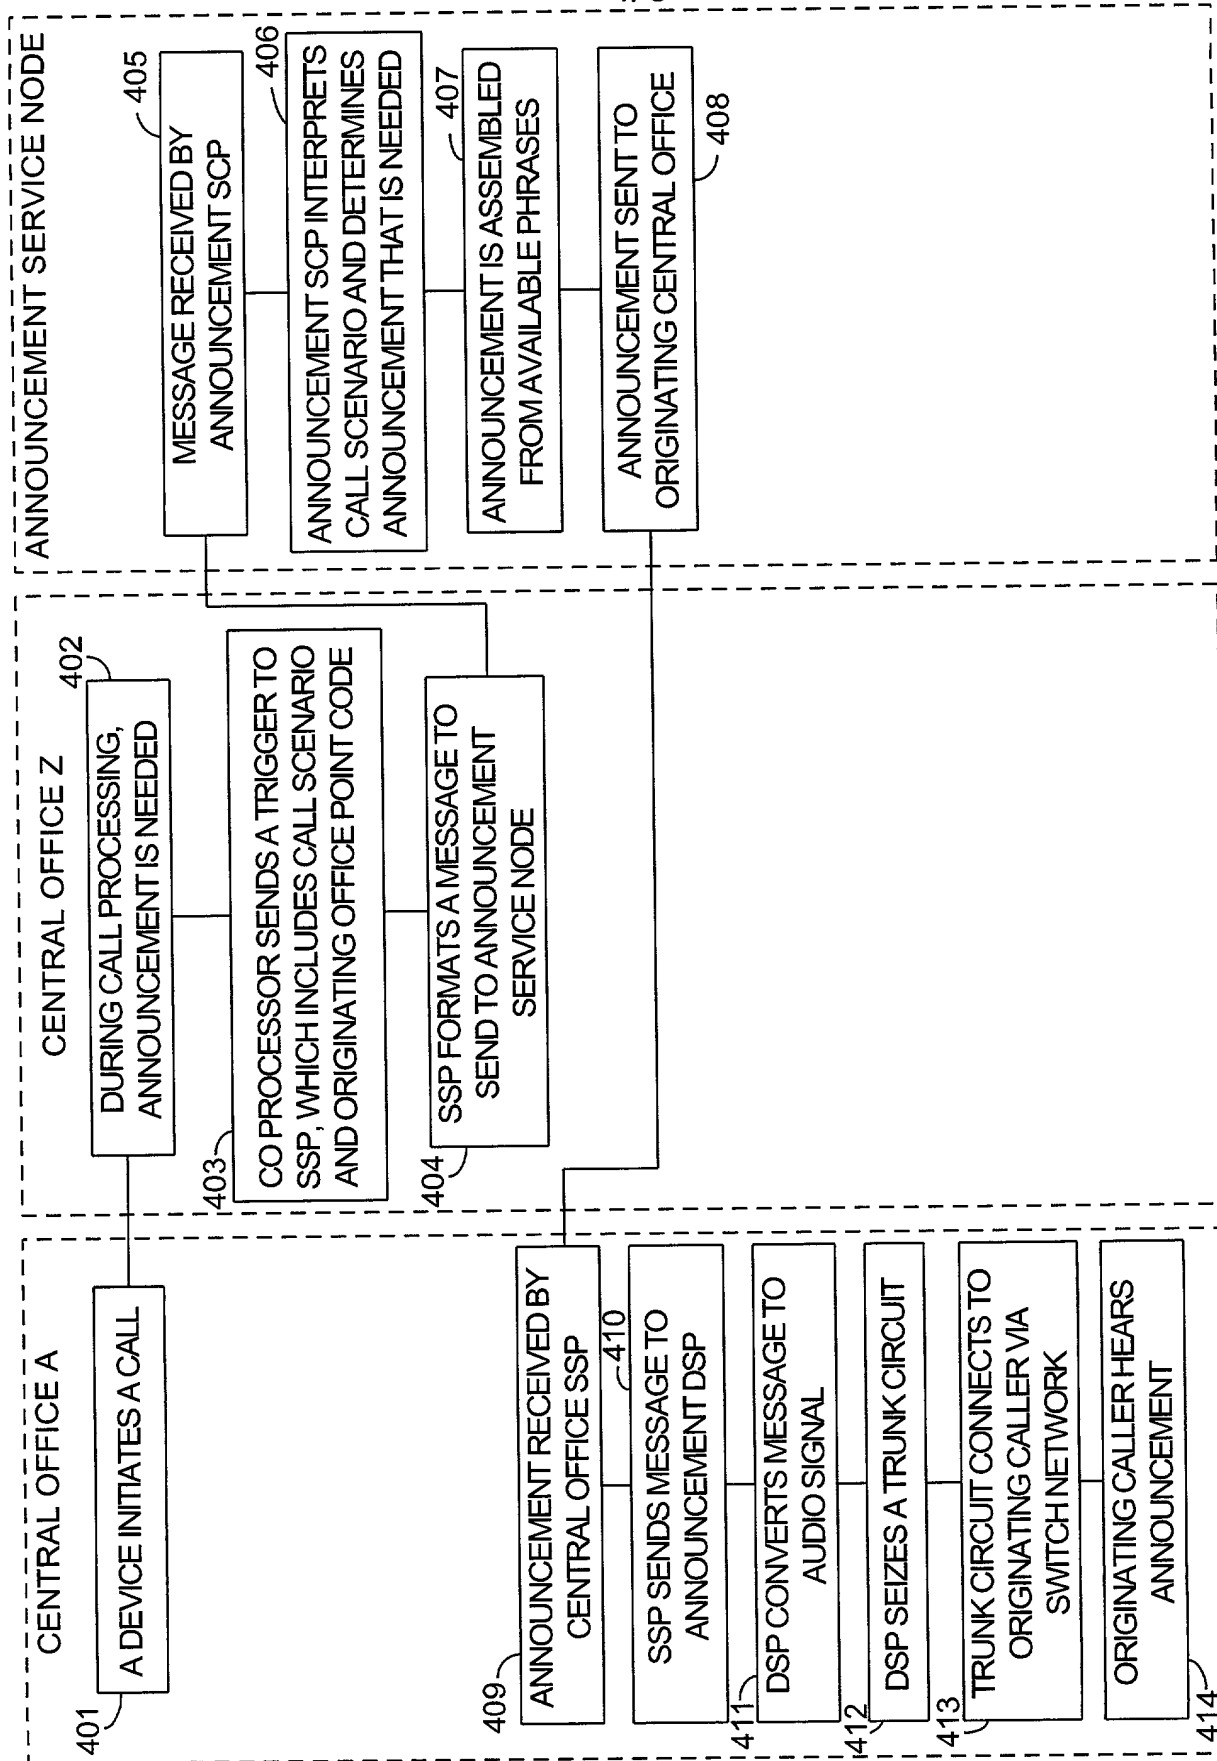 CENTRAL OFFICE A
401
A DEVICE INITIATES A CALL
409
ANNOUNCEMENT RECEIVED BY
CENTRAL OFFICE SSP
410
SSP SENDS MESSAGE TO
ANNOUNCEMENT DSP
411
DSP CONVERTS MESSAGE TO
AUDIO SIGNAL
412
DSP SEIZES A TRUNK CIRCUIT
413
TRUNK CIRCUIT CONNECTS TO
ORIGINATING CALLER VIA
SWITCH NETWORK
ORIGINATING CALLER HEARS
ANNOUNCEMENT
414
CENTRAL OFFICE Z
402
DURING CALL PROCESSING,
ANNOUNCEMENT IS NEEDED
403
CO PROCESSOR SENDS A TRIGGER TO
SSP, WHICH INCLUDES CALL SCENARIO
AND ORIGINATING OFFICE POINT CODE
404
SSP FORMATS A MESSAGE TO
SEND TO ANNOUNCEMENT
SERVICE NODE
ANNOUNCEMENT SERVICE NODE
405
MESSAGE RECEIVED BY
ANNOUNCEMENT SCP
406
ANNOUNCEMENT SCP INTERPRETS
CALL SCENARIO AND DETERMINES
ANNOUNCEMENT THAT IS NEEDED
407
ANNOUNCEMENT IS ASSEMBLED
FROM AVAILABLE PHRASES
ANNOUNCEMENT SENT TO
ORIGINATING CENTRAL OFFICE
408